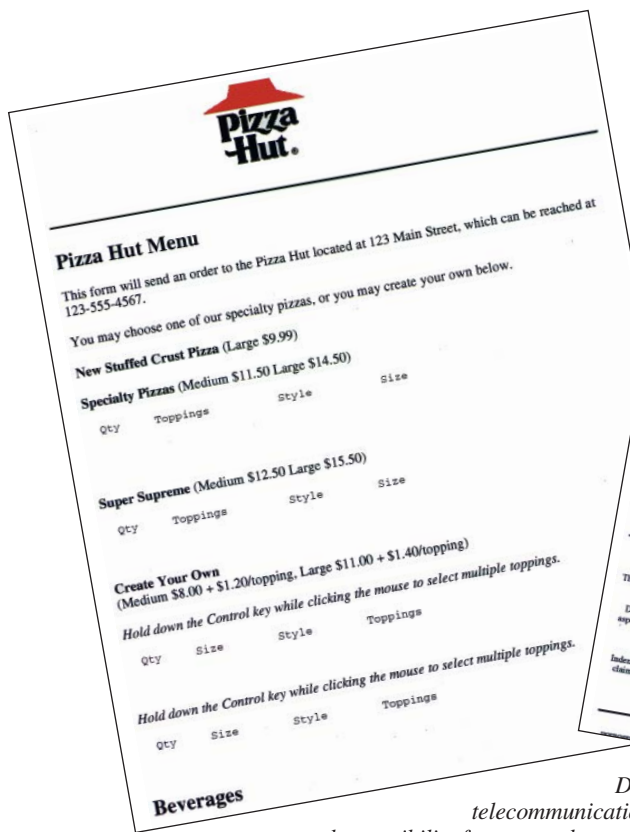 Pizza
Hut.
Pizza Hut Menu
This form will send an order to the Pizza Hut located at 123 Main Street, which can be reached at
123-555-4567.
You may choose one of our specialty pizzas, or you may create your own below.
New Stuffed Crust Pizza (Large $9.99)
Specialty Pizzas (Medium $11.50 Large $14.50)
Qty Toppings Style Size
Super Supreme (Medium $12.50 Large $15.50)
Qty Toppings Style Size
Create Your Own
(Medium $8.00 + $1.20/topping, Large $11.00 + $1.40/topping)
Hold down the Control key while clicking the mouse to select multiple toppings.
Qty Size Style Toppings
Hold down the Control key while clicking the mouse to select multiple toppings.
Qty Size Style Toppings
Beverages